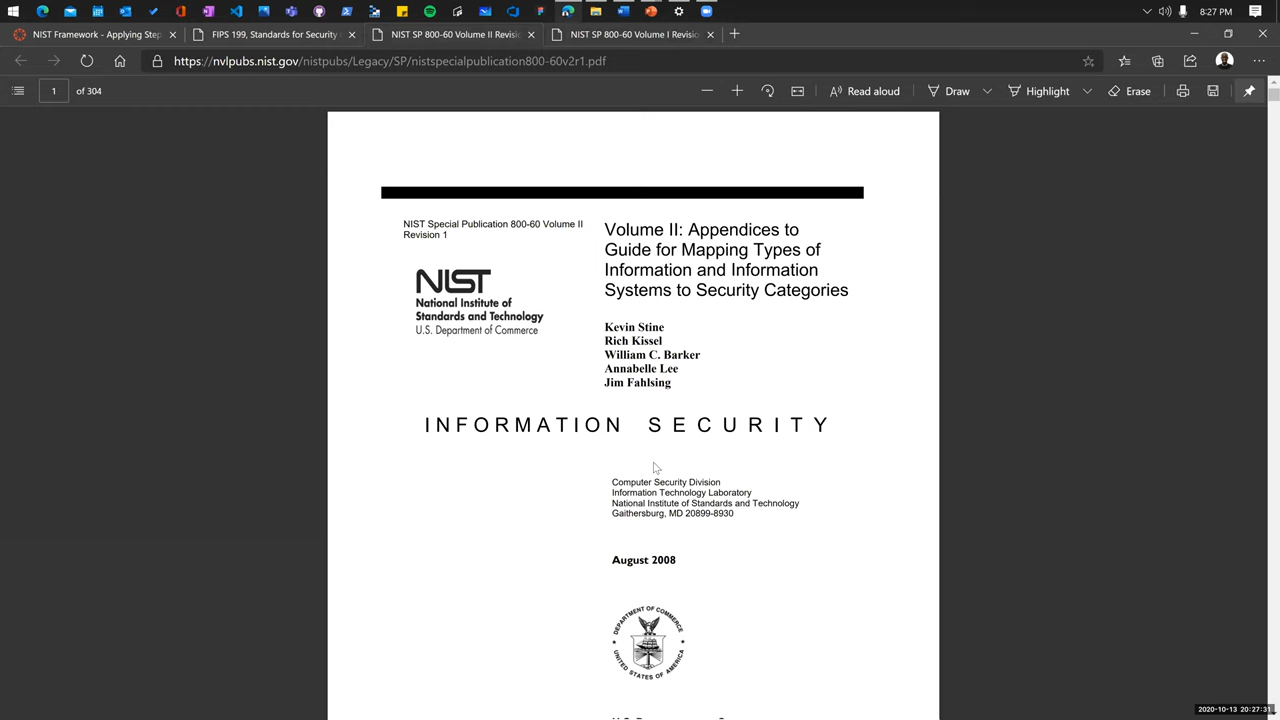 8:27 PM
NIST Framework - Applying Step
FIPS 199, Standards for Security
NIST SP 800-60 Volume II Revisio
NIST SP 800-60 Volume I Revision
https://nvlpubs.nist.gov/nistpubs/Legacy/SP/nistspecialpublication800-60v2r1.pdf
1 of 304
Read aloud
Draw
Highlight
Erase
NIST Special Publication 800-60 Volume II
Revision 1
NIST
National Institute of
Standards and Technology
U.S. Department of Commerce
Volume II: Appendices to
Guide for Mapping Types of
Information and Information
Systems to Security Categories
Kevin Stine
Rich Kissel
William C. Barker
Annabelle Lee
Jim Fahlsing
INFORMATION SECURITY
Computer Security Division
Information Technology Laboratory
National Institute of Standards and Technology
Gaithersburg, MD 20899-8930
August 2008
DEPARTMENT OF COMMERCE
UNITED STATES OF AMERICA
2020-10-13 20:27:31